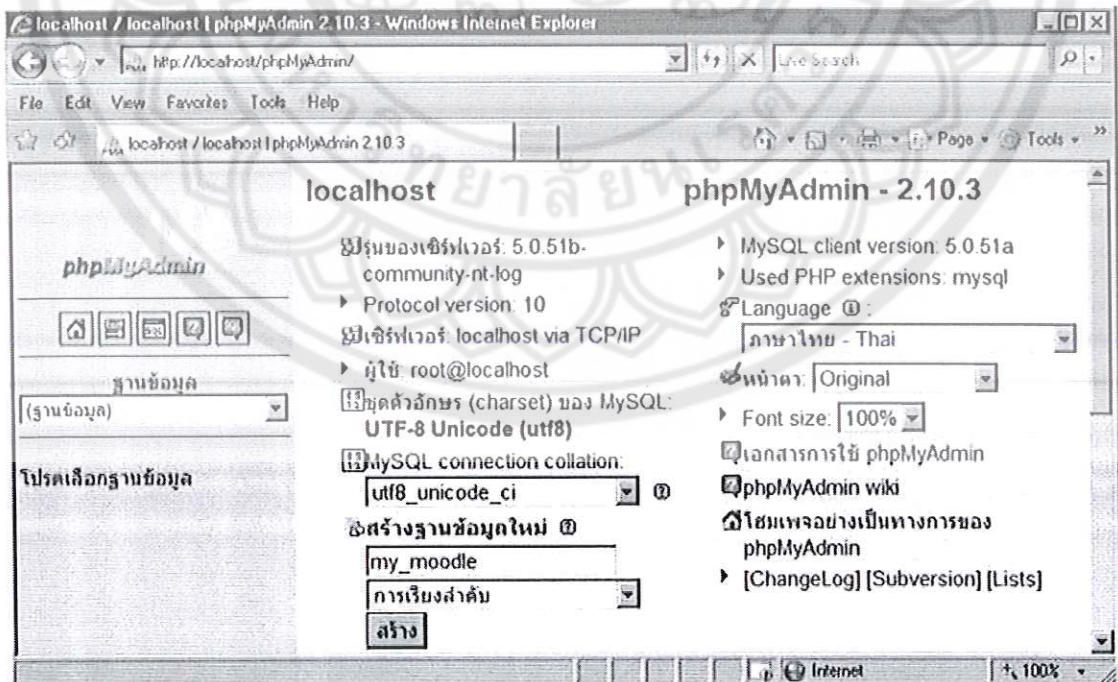 localhost / localhost | phpMyAdmin 2.10.3 - Windows Internet Explorer
http://localhost/phpMyAdmin/
Live Search
File Edit View Favorites Tools Help
localhost / localhost | phpMyAdmin 2.10.3
Page
Tools
phpMyAdmin
ฐานข้อมูล
(ฐานข้อมูล)
โปรดเลือกฐานข้อมูล
localhost
รุ่นของเซิร์ฟเวอร์: 5.0.51b-
community-nt-log
Protocol version: 10
เซิร์ฟเวอร์: localhost via TCP/IP
ผู้ใช้: root@localhost
ชุดตัวอักษร (charset) ของ MySQL:
UTF-8 Unicode (utf8)
MySQL connection collation:
utf8_unicode_ci
สร้างฐานข้อมูลใหม่
my_moodle
การเรียงลำดับ
สร้าง
phpMyAdmin - 2.10.3
MySQL client version: 5.0.51a
Used PHP extensions: mysql
Language :
ภาษาไทย - Thai
หน้าตา: Original
Font size: 100%
เอกสารการใช้ phpMyAdmin
phpMyAdmin wiki
โฮมเพจอย่างเป็นทางการของ
phpMyAdmin
[ChangeLog] [Subversion] [Lists]
Internet
100%